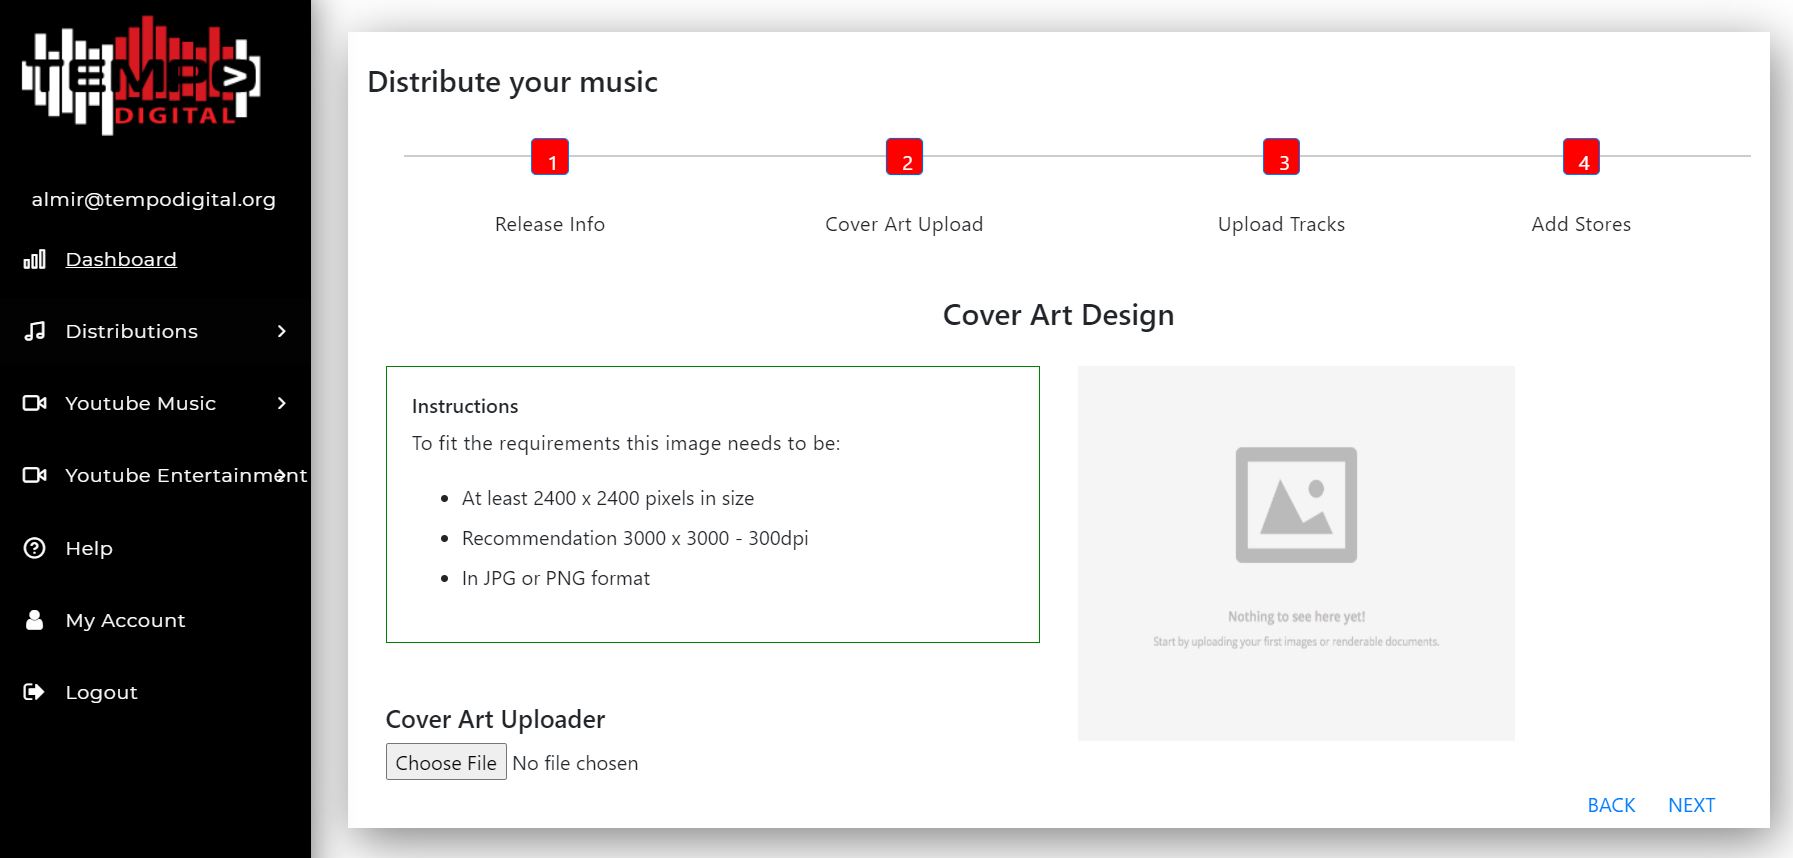 TEMPO
DIGITAL
almir@tempodigital.org
Dashboard
Distributions
Youtube Music
Youtube Entertainment
Help
My Account
Logout
Distribute your music
1
2
3
4
Release Info
Cover Art Upload
Upload Tracks
Add Stores
Cover Art Design
Instructions
To fit the requirements this image needs to be:
At least 2400 x 2400 pixels in size
Recommendation 3000 x 3000 - 300dpi
In JPG or PNG format
Nothing to see here yet!
Start by uploading your first images or renderable documents.
Cover Art Uploader
Choose File No file chosen
BACK NEXT